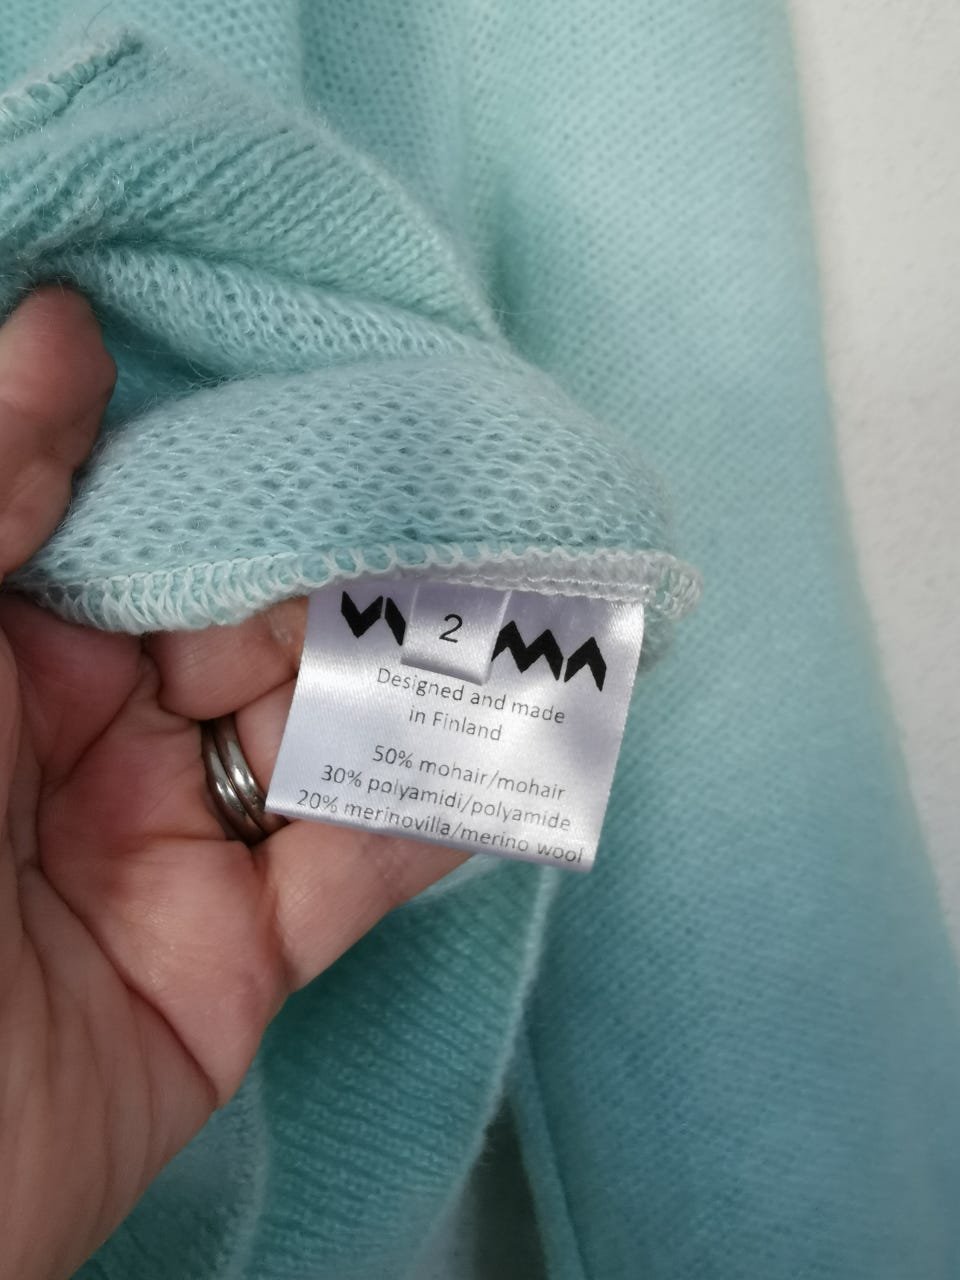 2
Designed and made
in Finland
50% mohair/mohair
30% polyamidi/polyamide
20% merinovilla/merino wool